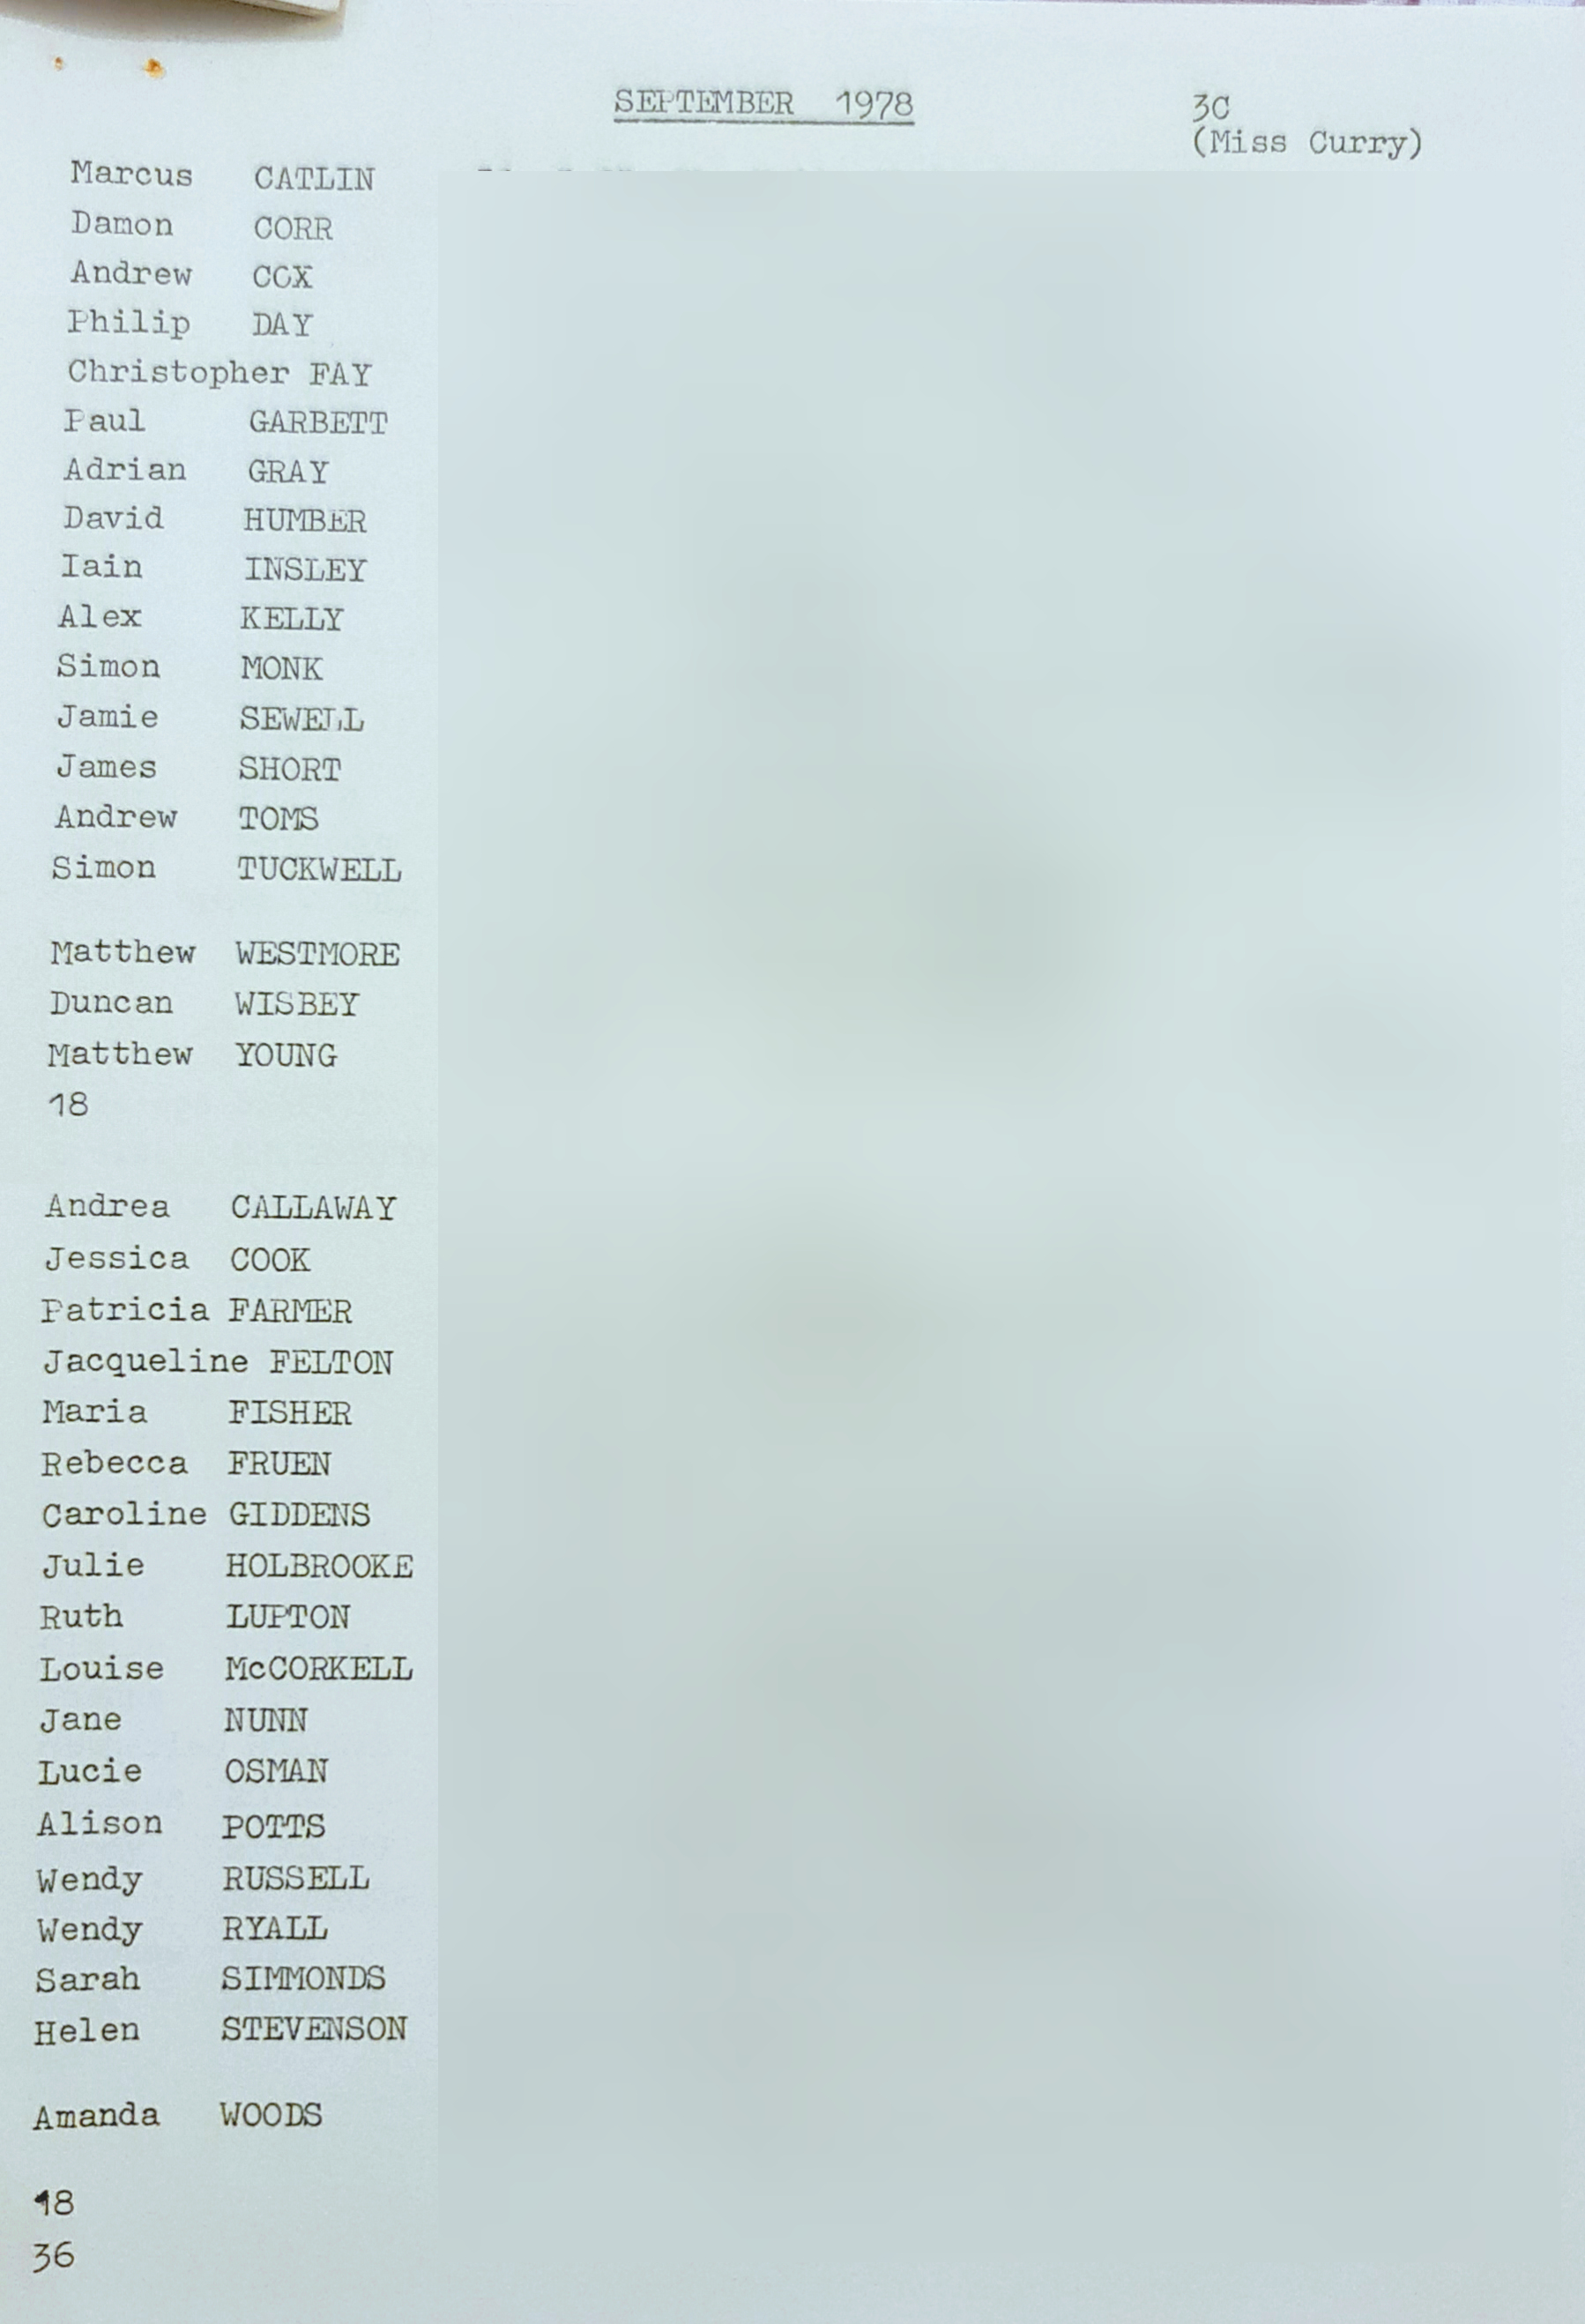 SEPTEMBER 1978
3C
(Miss Curry)
Marcus CATLIN
Damon CORR
Andrew CCX
Philip DAY
Christopher FAY
Paul GARBETT
Adrian GRAY
David HUMBER
Iain INSLEY
Alex KELLY
Simon MONK
Jamie SEWELL
James SHORT
Andrew TOMS
Simon TUCKWELL
Matthew WESTMORE
Duncan WISBEY
Matthew YOUNG
18
Andrea CALLAWAY
Jessica COOK
Patricia FARMER
Jacqueline FELTON
Maria FISHER
Rebecca FRUEN
Caroline GIDDENS
Julie HOLBROOKE
Ruth LUPTON
Louise McCORKELL
Jane NUNN
Lucie OSMAN
Alison POTTS
Wendy RUSSELL
Wendy RYALL
Sarah SIMMONDS
Helen STEVENSON
Amanda WOODS
18
36